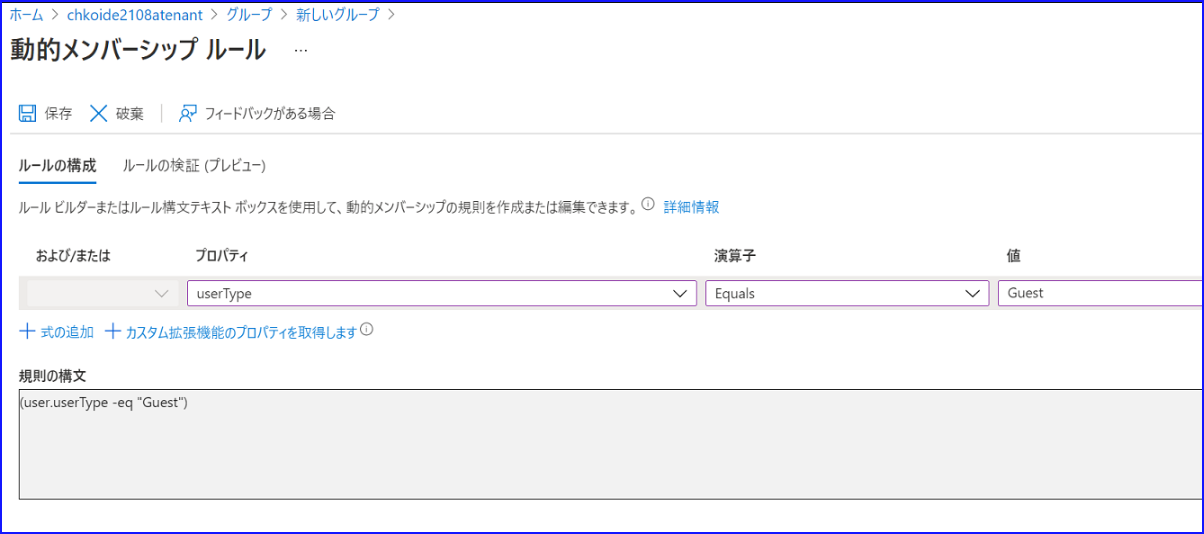 ホーム > chkoide2108atenant > グループ > 新しいグループ >
動的メンバーシップ ルール ...
保存 破棄 | フィードバックがある場合
ルールの構成 ルールの検証 (プレビュー)
ルール ビルダーまたはルール構文テキスト ボックスを使用して、動的メンバーシップの規則を作成または編集できます。 詳細情報
および/または プロパティ 演算子 値
userType Equals Guest
+ 式の追加 + カスタム拡張機能のプロパティを取得します
規則の構文
(user.userType -eq "Guest")